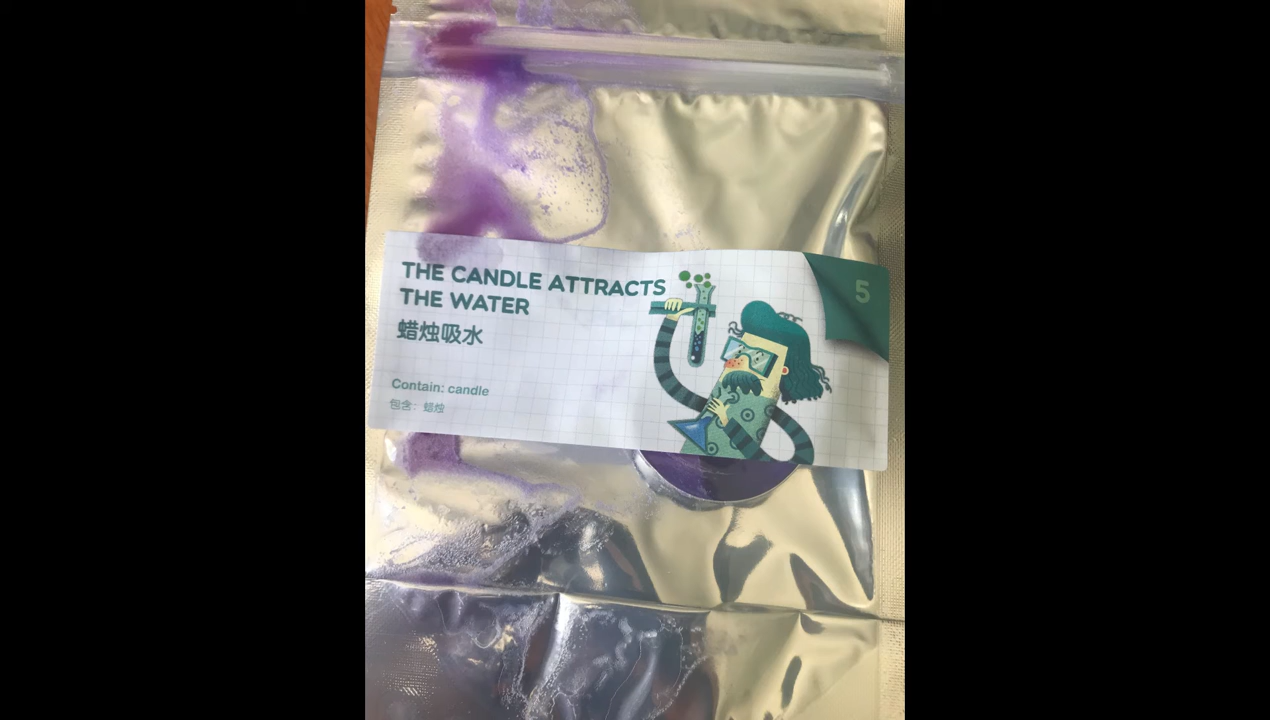 THE CANDLE ATTRACTS
THE WATER
蜡烛吸水
Contain: candle
包含：蜡烛
5